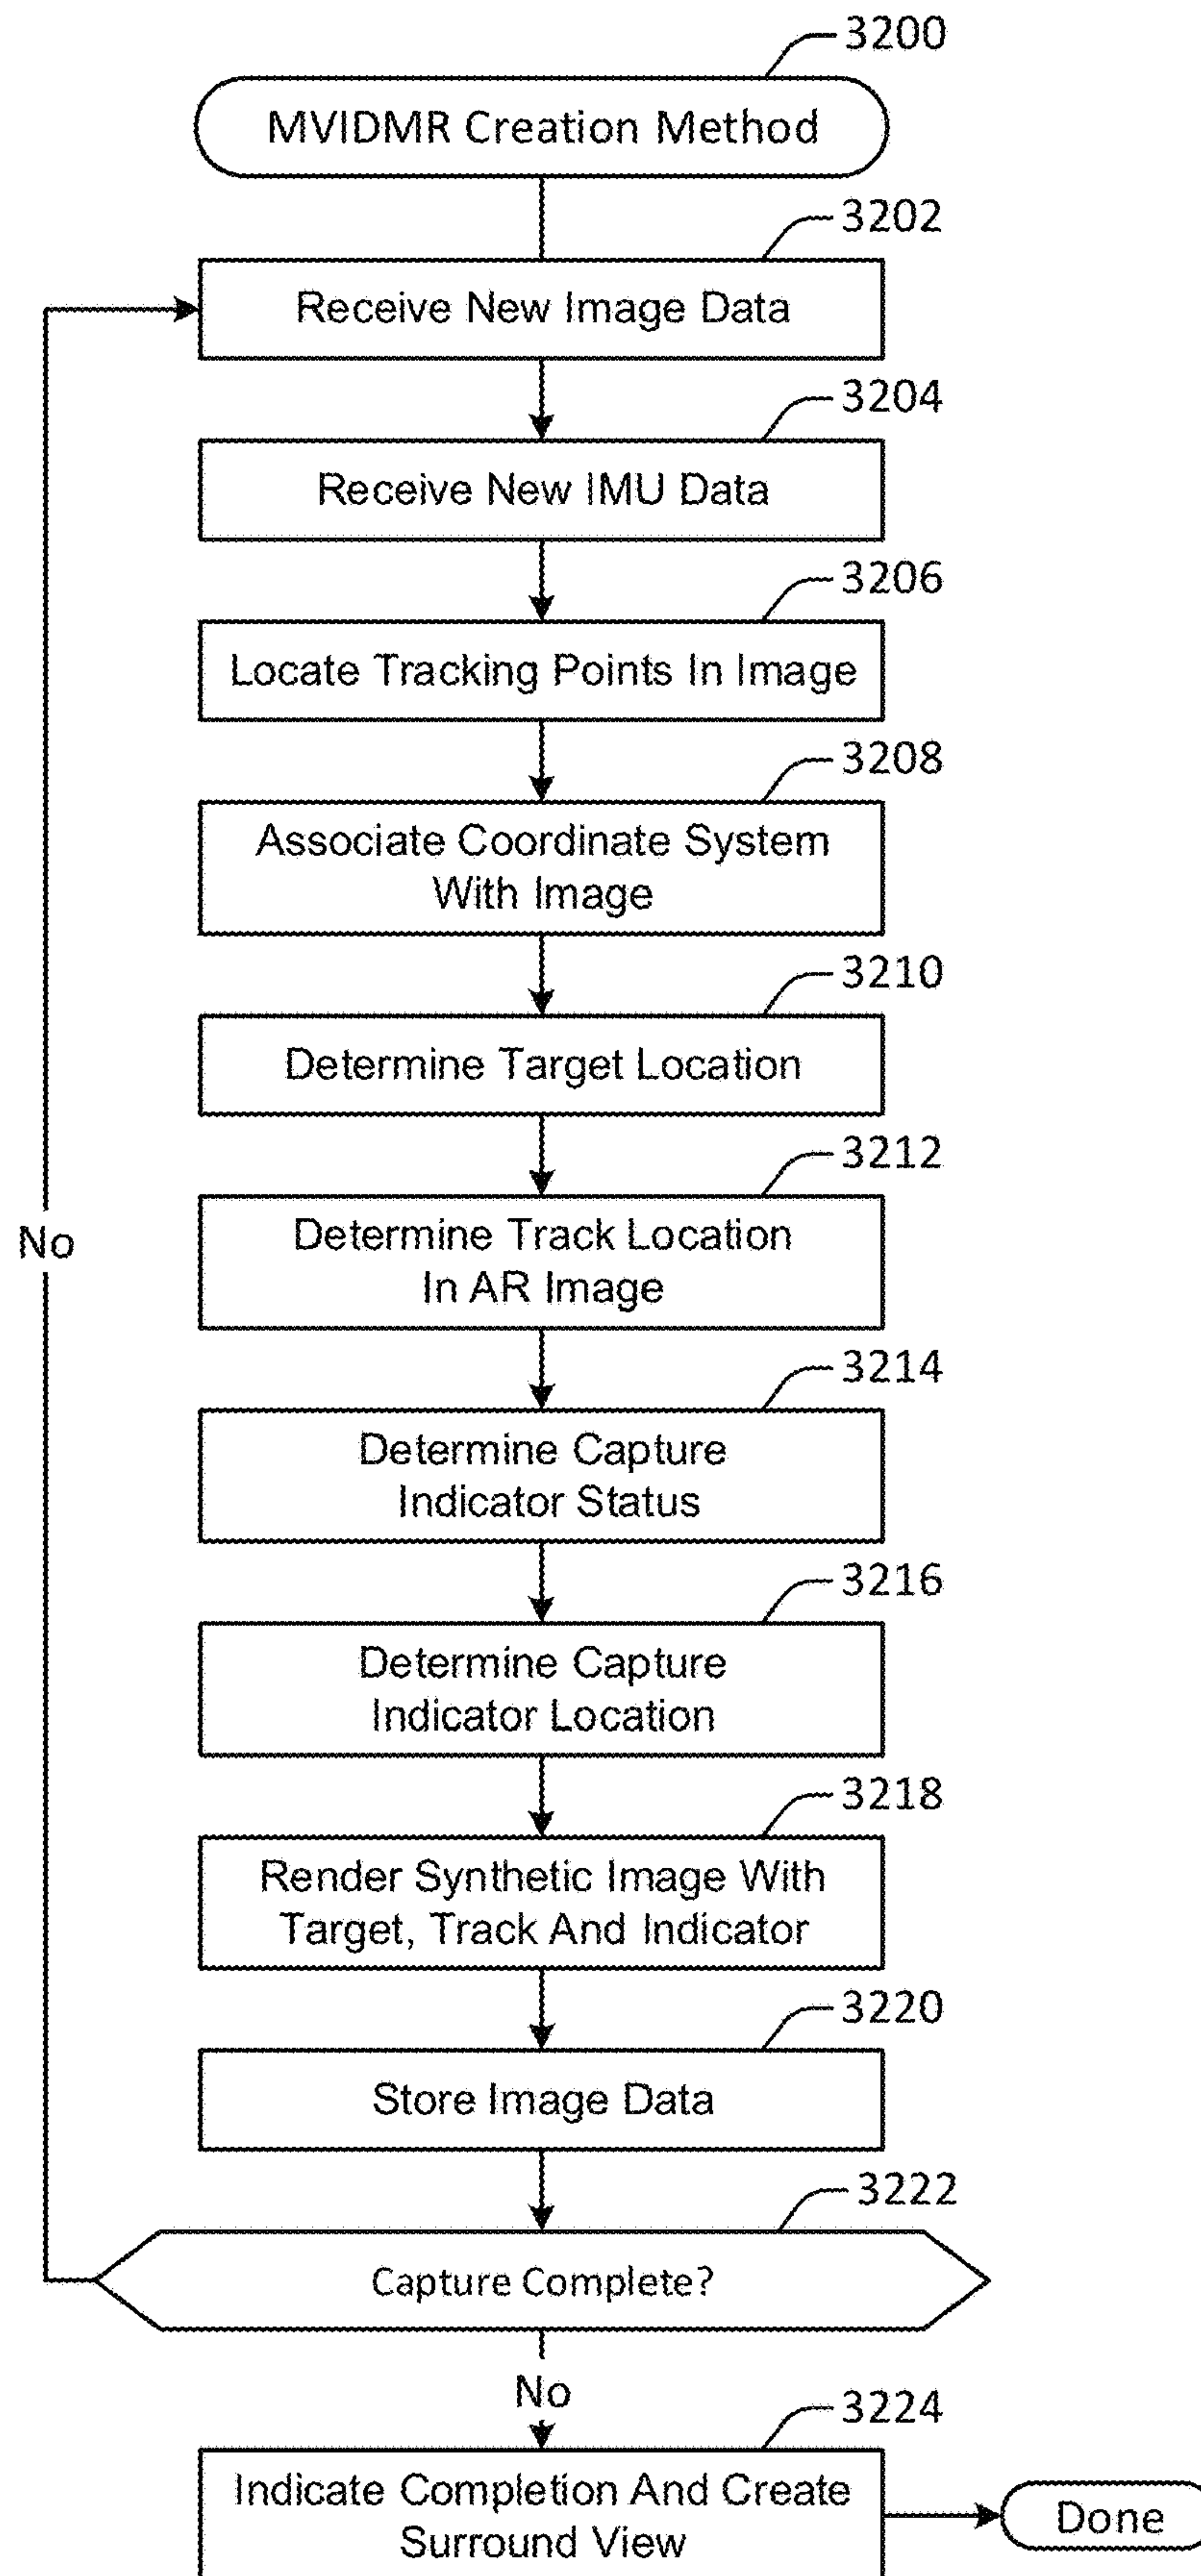 3200
MVIDMR Creation Method
3202
Receive New Image Data
3204
Receive New IMU Data
3206
Locate Tracking Points In Image
3208
Associate Coordinate System
With Image
3210
Determine Target Location
3212
Determine Track Location
In AR Image
No
3214
Determine Capture
Indicator Status
3216
Determine Capture
Indicator Location
3218
Render Synthetic Image With
Target, Track And Indicator
3220
Store Image Data
3222
Capture Complete?
No
3224
Indicate Completion And Create
Surround View
Done